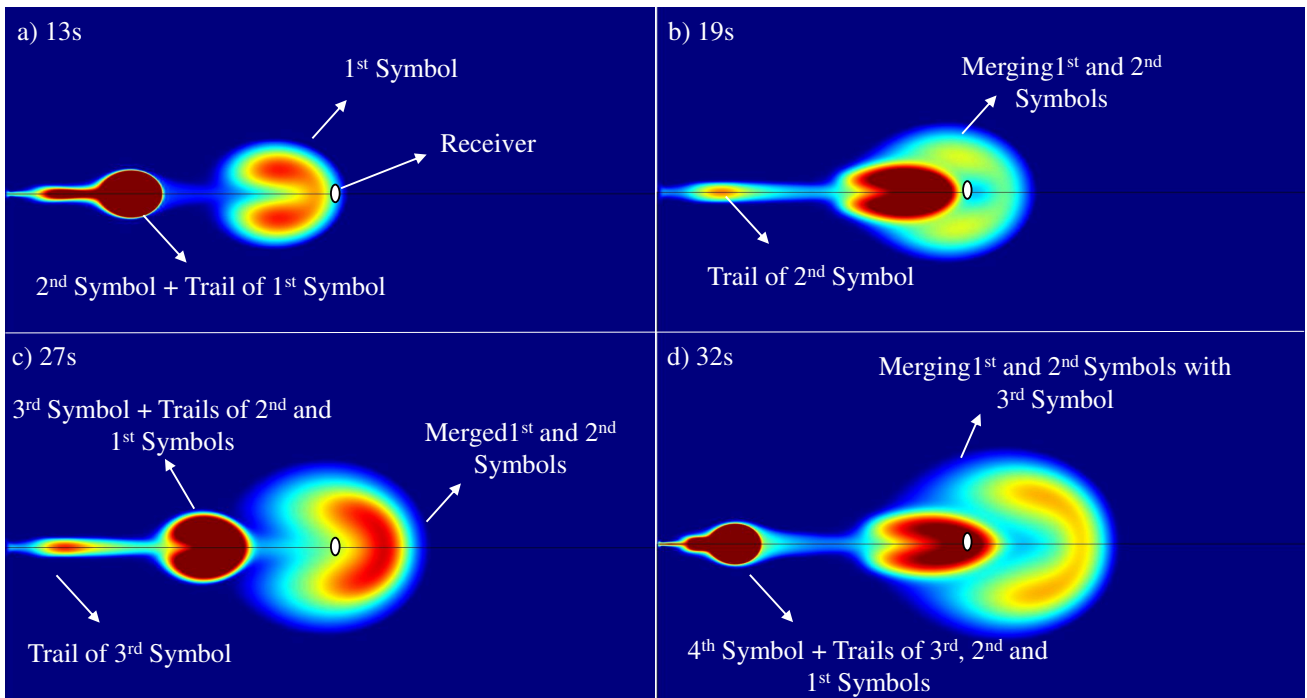 a) 13s
1st Symbol
Receiver
2nd Symbol + Trail of 1st Symbol
b) 19s
Merging1st and 2nd
Symbols
Trail of 2nd Symbol
c) 27s
3rd Symbol + Trails of 2nd and
1st Symbols
Merged1st and 2nd
Symbols
Trail of 3rd Symbol
d) 32s
Merging1st and 2nd Symbols with
3rd Symbol
4th Symbol + Trails of 3rd, 2nd and
1st Symbols